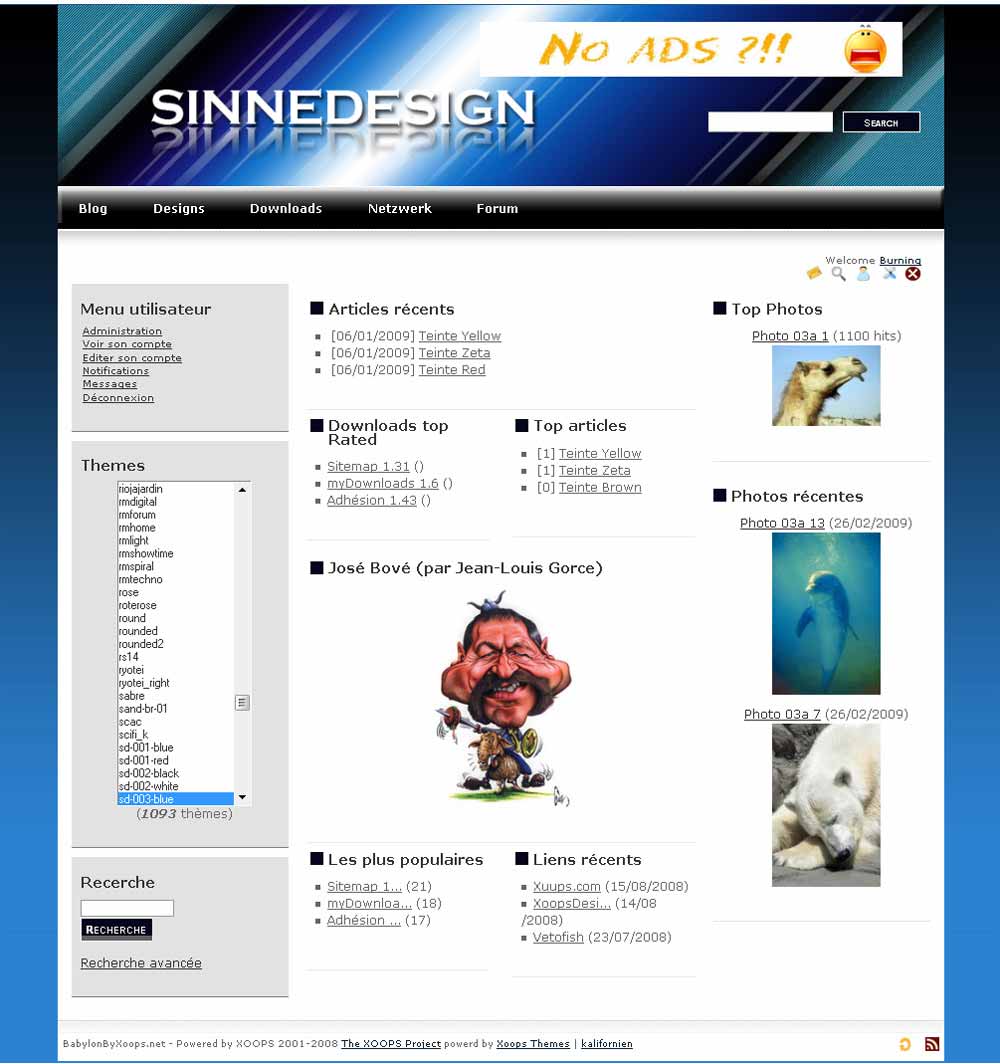 No ADS ?!!
SINNEDESIGN
SEARCH
Blog Designs Downloads Netzwerk Forum
Welcome Burning
Menu utilisateur
Administration
Voir son compte
Editer son compte
Notifications
Messages
Déconnexion
Themes
riojajardin
rmdigital
rmforum
rmhome
rmlight
rmshowtime
rmspiral
rmtechno
rose
roterose
round
rounded
rounded2
rs14
ryotei
ryotei_right
sabre
sand-br-01
scac
scifi_k
sd-001-blue
sd-001-red
sd-002-black
sd-002-white
sd-003-blue
(1093 thèmes)
Recerche
RECHERCHE
Recherche avancée
Articles récents
[06/01/2009] Teinte Yellow
[06/01/2009] Teinte Zeta
[06/01/2009] Teinte Red
Downloads top
Rated
Sitemap 1.31 ()
myDownloads 1.6 ()
Adhésion 1.43 ()
Top articles
[1] Teinte Yellow
[1] Teinte Zeta
[0] Teinte Brown
José Bové (par Jean-Louis Gorce)
Les plus populaires
Sitemap 1... (21)
myDownloa... (18)
Adhésion ... (17)
Liens récents
Xuups.com (15/08/2008)
XoopsDesi... (14/08
/2008)
Vetofish (23/07/2008)
Top Photos
Photo 03a 1 (1100 hits)
Photos récentes
Photo 03a 13 (26/02/2009)
Photo 03a 7 (26/02/2009)
BabylonByXoops.net - Powered by XOOPS 2001-2008 The XOOPS Project powerd by Xoops Themes | kalifornien